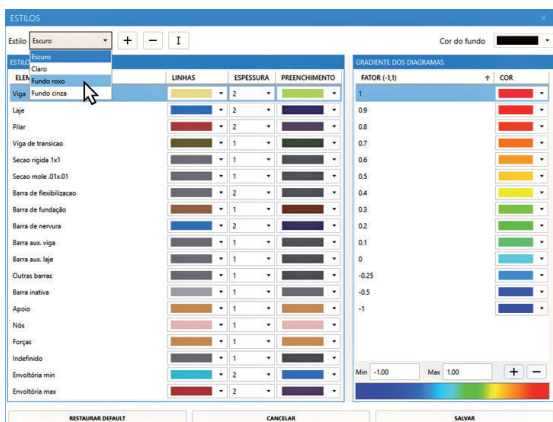 ESTILOS
Estilo Escuro + − I Cor do fundo
Escuro
Claro
Fundo roxo
Fundo cinza
ESTILO
ELEM LINHAS ESPESSURA PREENCHIMENTO
Viga 2
Laje 2
Pilar 2
Viga de transicao 1
Secao rigida 1x1 1
Secao mole .01x.01 1
Barra de flexibilizacao 2
Barra de fundação 1
Barra de nervura 2
Barra aux. viga 1
Barra aux. laje 1
Outras barras 1
Barra inativa 1
Apoio 1
Nós 1
Forças 1
Indefinido 1
Envoltória min 2
Envoltória max 2
GRADIENTE DOS DIAGRAMAS
FATOR (-1,1) COR
1
0.9
0.8
0.7
0.6
0.5
0.4
0.3
0.2
0.1
0
-0.25
-0.5
-1
Min -1.00 Max 1.00 + −
RESTAURAR DEFAULT CANCELAR SALVAR